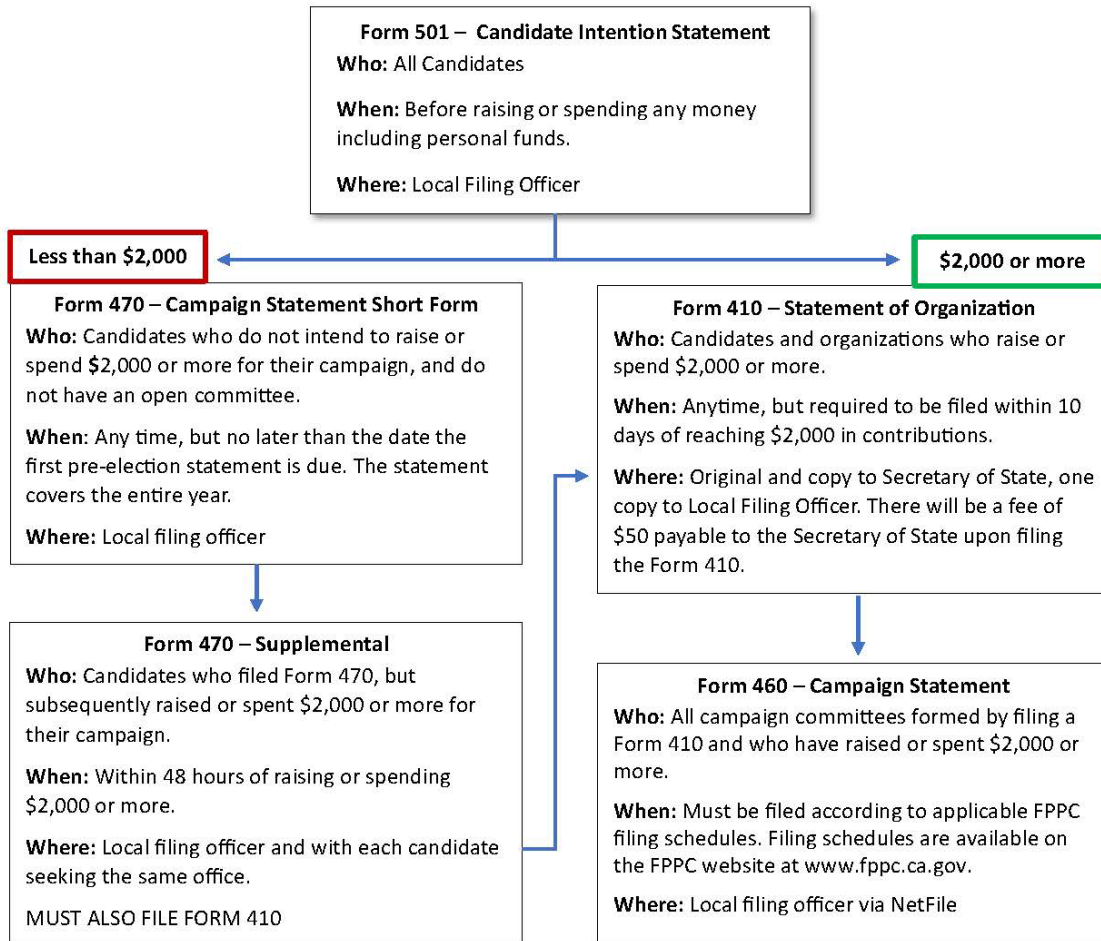 Form 501 – Candidate Intention Statement
Who: All Candidates
When: Before raising or spending any money
including personal funds.
Where: Local Filing Officer
Less than $2,000
$2,000 or more
Form 470 – Campaign Statement Short Form
Who: Candidates who do not intend to raise or
spend $2,000 or more for their campaign, and do
not have an open committee.
When: Any time, but no later than the date the
first pre-election statement is due. The statement
covers the entire year.
Where: Local filing officer
Form 410 – Statement of Organization
Who: Candidates and organizations who raise or
spend $2,000 or more.
When: Anytime, but required to be filed within 10
days of reaching $2,000 in contributions.
Where: Original and copy to Secretary of State, one
copy to Local Filing Officer. There will be a fee of
$50 payable to the Secretary of State upon filing
the Form 410.
Form 470 – Supplemental
Who: Candidates who filed Form 470, but
subsequently raised or spent $2,000 or more for
their campaign.
When: Within 48 hours of raising or spending
$2,000 or more.
Where: Local filing officer and with each candidate
seeking the same office.
MUST ALSO FILE FORM 410
Form 460 – Campaign Statement
Who: All campaign committees formed by filing a
Form 410 and who have raised or spent $2,000 or
more.
When: Must be filed according to applicable FPPC
filing schedules. Filing schedules are available on
the FPPC website at www.fppc.ca.gov.
Where: Local filing officer via NetFile